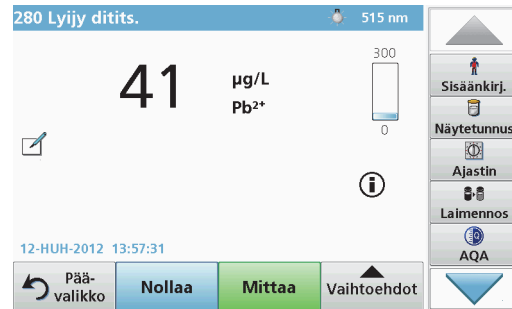 280 Lyijy ditits.
515 nm
41
µg/L
Pb²⁺
300
0
12-HUH-2012 13:57:31
Pää-
valikko
Nollaa
Mittaa
Vaihtoehdot
Sisäänkirj.
Näytetunnus
Ajastin
Laimennos
AQA